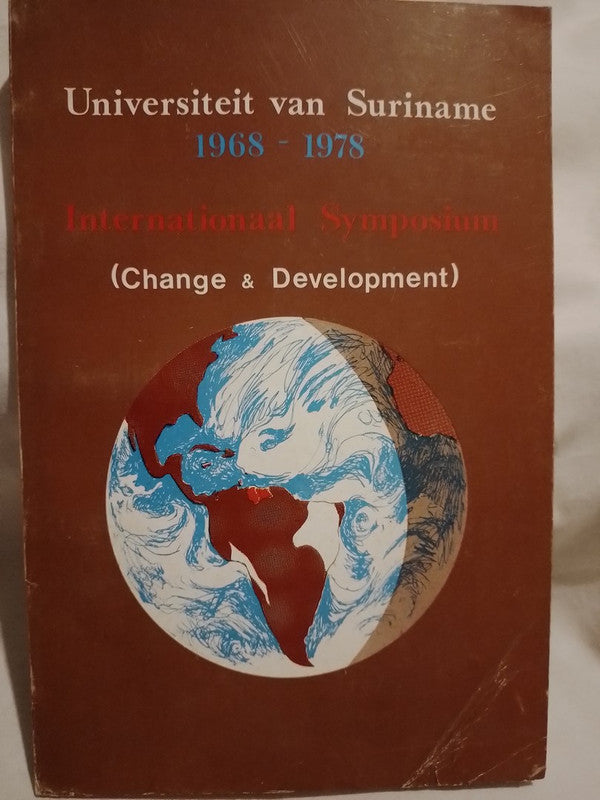 Universiteit van Suriname
1968 - 1978
Internationaal Symposium
(Change & Development)